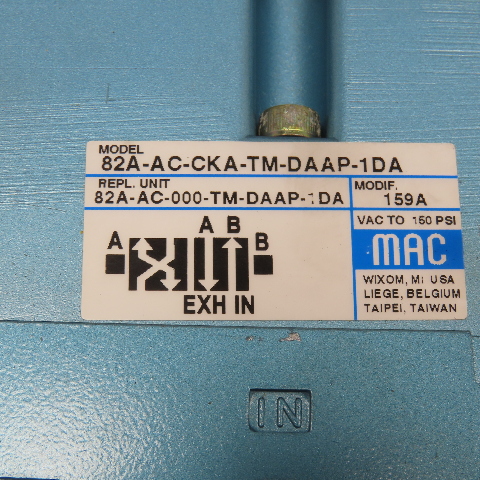 MODEL
82A-AC-CKA-TM-DAAP-1DA
REPL. UNIT
82A-AC-000-TM-DAAP-1DA
MODIF.
159A
VAC TO 150 PSI
A B
A B
EXH IN
MAC
WIXOM, MI USA
LIEGE, BELGIUM
TAIPEI, TAIWAN
IN